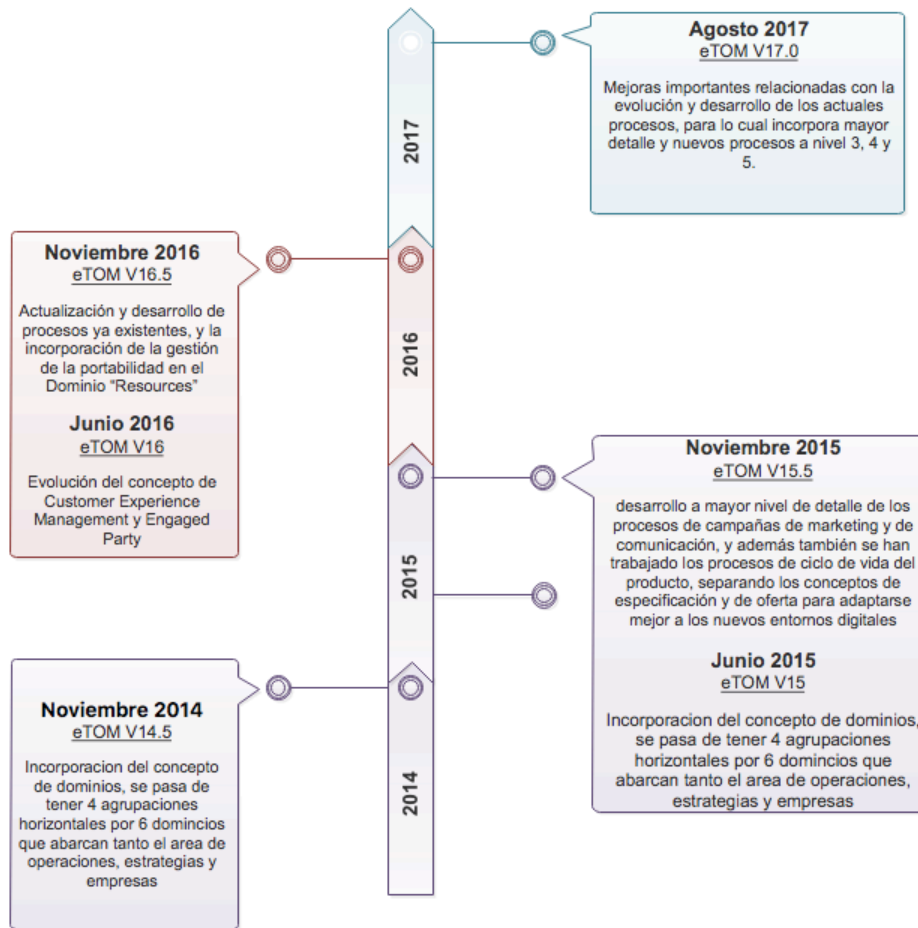 Agosto 2017
eTOM V17.0
Mejoras importantes relacionadas con la
evolución y desarrollo de los actuales
procesos, para lo cual incorpora mayor
detalle y nuevos procesos a nivel 3, 4 y
5.
2017
Noviembre 2016
eTOM V16.5
Actualización y desarrollo de
procesos ya existentes, y la
incorporación de la gestión
de la portabilidad en el
Dominio “Resources”
Junio 2016
eTOM V16
Evolución del concepto de
Customer Experience
Management y Engaged
Party
2016
Noviembre 2015
eTOM V15.5
desarrollo a mayor nivel de detalle de los
procesos de campañas de marketing y de
comunicación, y además también se han
trabajado los procesos de ciclo de vida del
producto, separando los conceptos de
especificación y de oferta para adaptarse
mejor a los nuevos entornos digitales
Junio 2015
eTOM V15
Incorporacion del concepto de dominios,
se pasa de tener 4 agrupaciones
horizontales por 6 domincios que
abarcan tanto el area de operaciones,
estrategias y empresas
2015
Noviembre 2014
eTOM V14.5
Incorporacion del concepto
de dominios, se pasa de
tener 4 agrupaciones
horizontales por 6 domincios
que abarcan tanto el area de
operaciones, estrategias y
empresas
2014